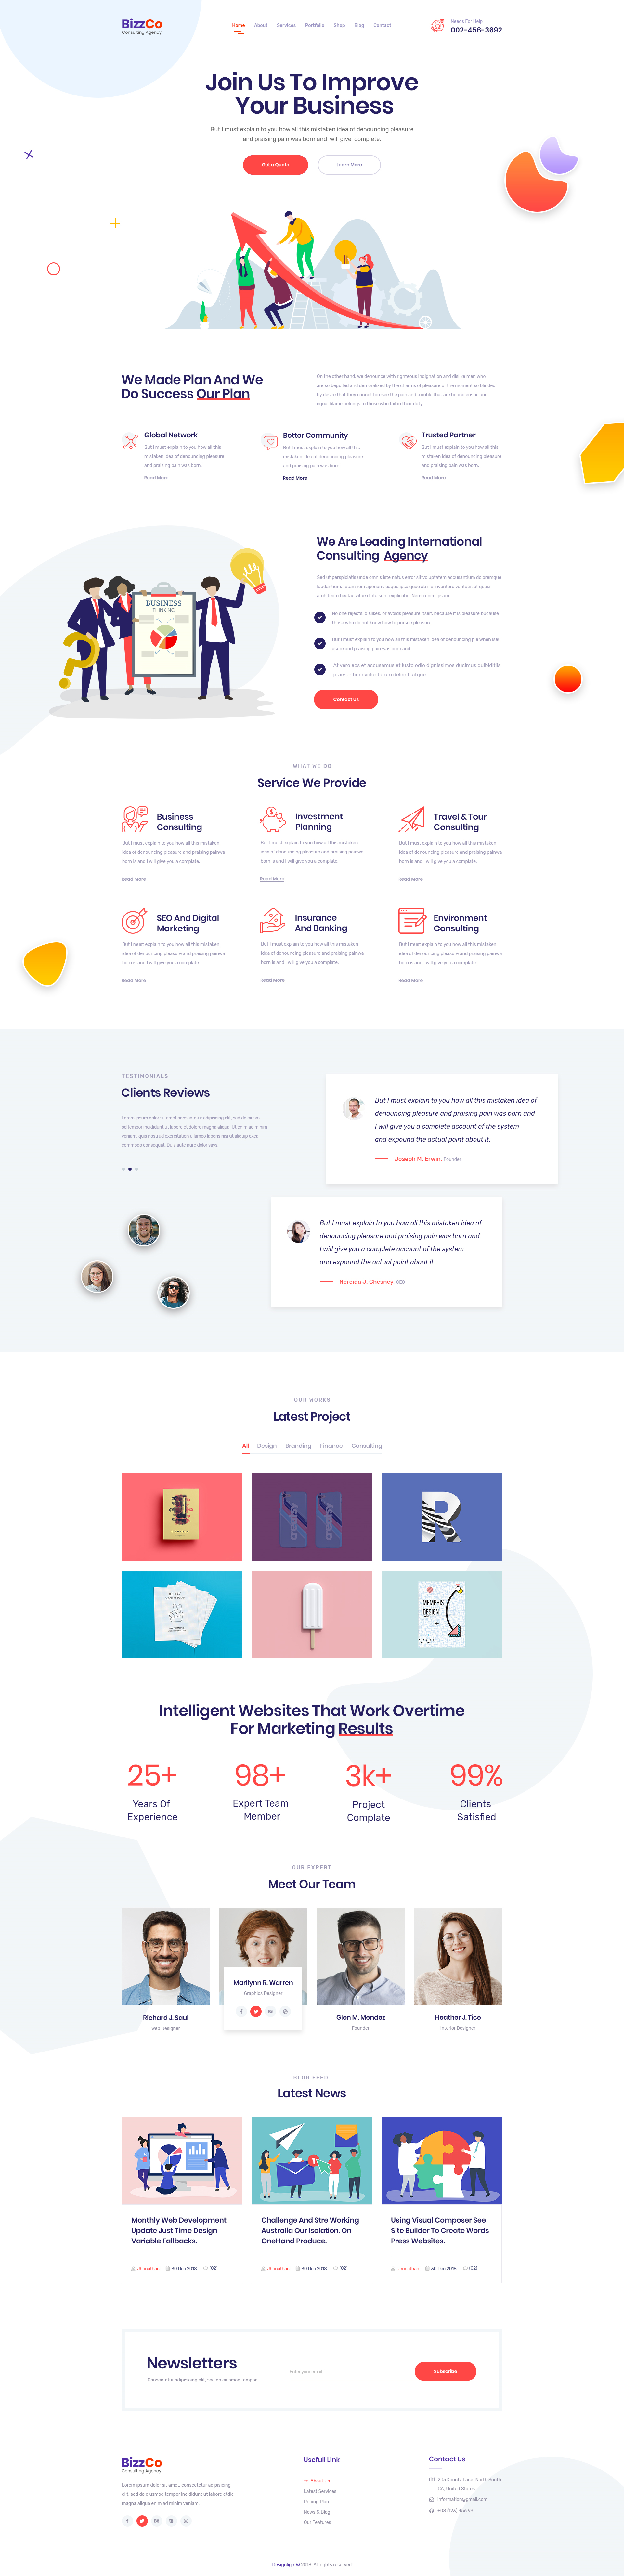 BizzCo
Consulting Agency
Home About Services Portfolio Shop Blog Contact
Needs For Help
002-456-3692
Join Us To Improve
Your Business
But I must explain to you how all this mistaken idea of denouncing pleasure
and praising pain was born and will give complete.
Get a Quote
Learn More
We Made Plan And We
Do Success Our Plan
On the other hand, we denounce with righteous indignation and dislike men who
are so beguiled and demoralized by the charms of pleasure of the moment so blinded
by desire that they cannot foresee the pain and trouble that are bound ensue and
equal blame belongs to those who fail in their duty.
Global Network
But I must explain to you how all this
mistaken idea of denouncing pleasure
and praising pain was born.
Read More
Better Community
But I must explain to you how all this
mistaken idea of denouncing pleasure
and praising pain was born.
Read More
Trusted Partner
But I must explain to you how all this
mistaken idea of denouncing pleasure
and praising pain was born.
Read More
BUSINESS
THINKING
We Are Leading International
Consulting Agency
Sed ut perspiciatis unde omnis iste natus error sit voluptatem accusantium doloremque
laudantium, totam rem aperiam, eaque ipsa quae ab illo inventore veritatis et quasi
architecto beatae vitae dicta sunt explicabo. Nemo enim ipsam
No one rejects, dislikes, or avoids pleasure itself, because it is pleasure bucause
those who do not know how to pursue pleasure
But I must explain to you how all this mistaken idea of denouncing ple when nasu
asure and praising pain was born and
At vero eos et accusamus et iusto odio dignissimos ducimus quiblditiis
praesentium voluptatum deleniti atque.
Contact Us
WHAT WE DO
Service We Provide
Business
Consulting
But I must explain to you how all this mistaken
idea of denouncing pleasure and praising painwe
born is and I will give you a complate.
Read More
Investment
Planning
But I must explain to you how all this mistaken
idea of denouncing pleasure and praising painwe
born is and I will give you a complate.
Read More
Travel & Tour
Consulting
But I must explain to you how all this mistaken
idea of denouncing pleasure and praising painwe
born is and I will give you a complate.
Read More
SEO And Digital
Marketing
But I must explain to you how all this mistaken
idea of denouncing pleasure and praising painwe
born is and I will give you a complate.
Read More
Insurance
And Banking
But I must explain to you how all this mistaken
idea of denouncing pleasure and praising painwe
born is and I will give you a complate.
Read More
Environment
Consulting
But I must explain to you how all this mistaken
idea of denouncing pleasure and praising painwe
born is and I will give you a complate.
Read More
TESTIMONIALS
Clients Reviews
Lorem ipsum dolor sit amet consectetur adipiscing elit, sed do eiusm
od tempor incididunt ut labore et dolore magna aliqua. Ut enim ad minim
veniam, quis nostrud exercitation ullamco laboris nisi ut aliquip exea
commodo consequat. Duis aute irure dolor says.
But I must explain to you how all this mistaken idea of
denouncing pleasure and praising pain was born and
I will give you a complete account of the system
and expound the actual point about it.
Joseph M. Erwin, Founder
But I must explain to you how all this mistaken idea of
denouncing pleasure and praising pain was born and
I will give you a complete account of the system
and expound the actual point about it.
Nereida J. Chesney, CEO
OUR WORKS
Latest Project
All Design Branding Finance Consulting
R
MEMPHIS
DESIGN
Intelligent Websites That Work Overtime
For Marketing Results
25+
Years Of
Experience
98+
Expert Team
Member
3k+
Project
Complate
99%
Clients
Satisfied
OUR EXPERT
Meet Our Team
Richard J. Saul
Web Designer
Marilynn R. Warren
Graphins Designer
Glen M. Mendez
Founder
Heather J. Tice
Interior Designer
BLOG FEED
Latest News
Monthly Web Development
Update Just Time Design
Variable Fallbacks.
Jhonathan 30 Dec 2018 (02)
Challenge And Stre Working
Australia Our Isolation. On
OneHand Produce.
Jhonathan 30 Dec 2018 (02)
Using Visual Composer See
Site Builder To Create Words
Press Websites.
Jhonathan 30 Dec 2018 (02)
Newsletters
Consectetur adipisicing elit, sed do eiusmod tempor
Enter your email
Subscribe
BizzCo
Consulting Agency
Lorem ipsum dolor sit amet, consectetur adipisicing
elit, sed do eiusmod tempor incididunt ut labore etolle
magna aliqua enim ad minim veniam.
Usefull Link
About Us
Latest Services
Pricing Plan
News & Blog
Our Features
Contact Us
205 Koontz Lane, North South,
CA, United States
information@gmail.com
+99 (123) 456 99
Designlight© 2018. All rights reserved